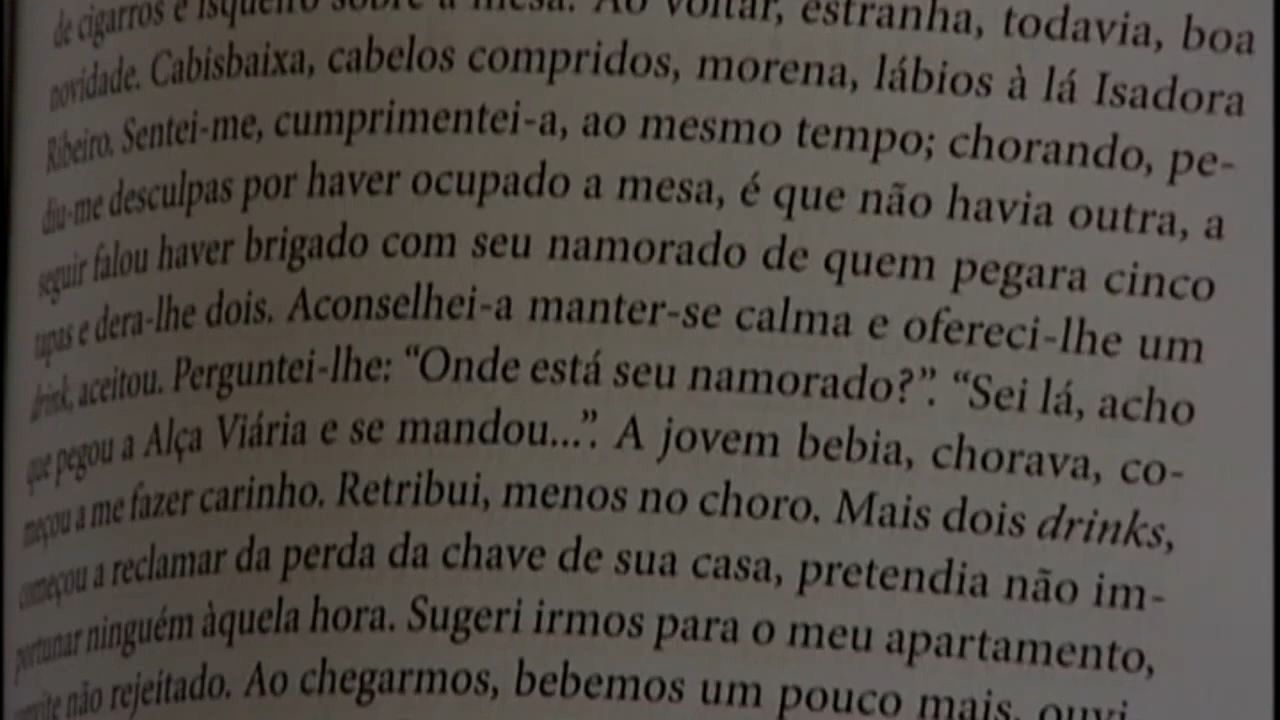 de cigarros e isqueiro sobre a mesa. Ao voltar, estranha, todavia, boa
novidade. Cabisbaixa, cabelos compridos, morena, lábios à lá Isadora
Ribeiro. Sentei-me, cumprimentei-a, ao mesmo tempo; chorando, pe-
diu-me desculpas por haver ocupado a mesa, é que não havia outra, a
seguir falou haver brigado com seu namorado de quem pegara cinco
tapas e dera-lhe dois. Aconselhei-a manter-se calma e ofereci-lhe um
drink, aceitou. Perguntei-lhe: “Onde está seu namorado?”. “Sei lá, acho
que pegou a Alça Viária e se mandou...”. A jovem bebia, chorava, co-
meçou a me fazer carinho. Retribui, menos no choro. Mais dois drinks,
começou a reclamar da perda da chave de sua casa, pretendia não im-
portunar ninguém àquela hora. Sugeri irmos para o meu apartamento,
não rejeitado. Ao chegarmos, bebemos um pouco mais, ouvi